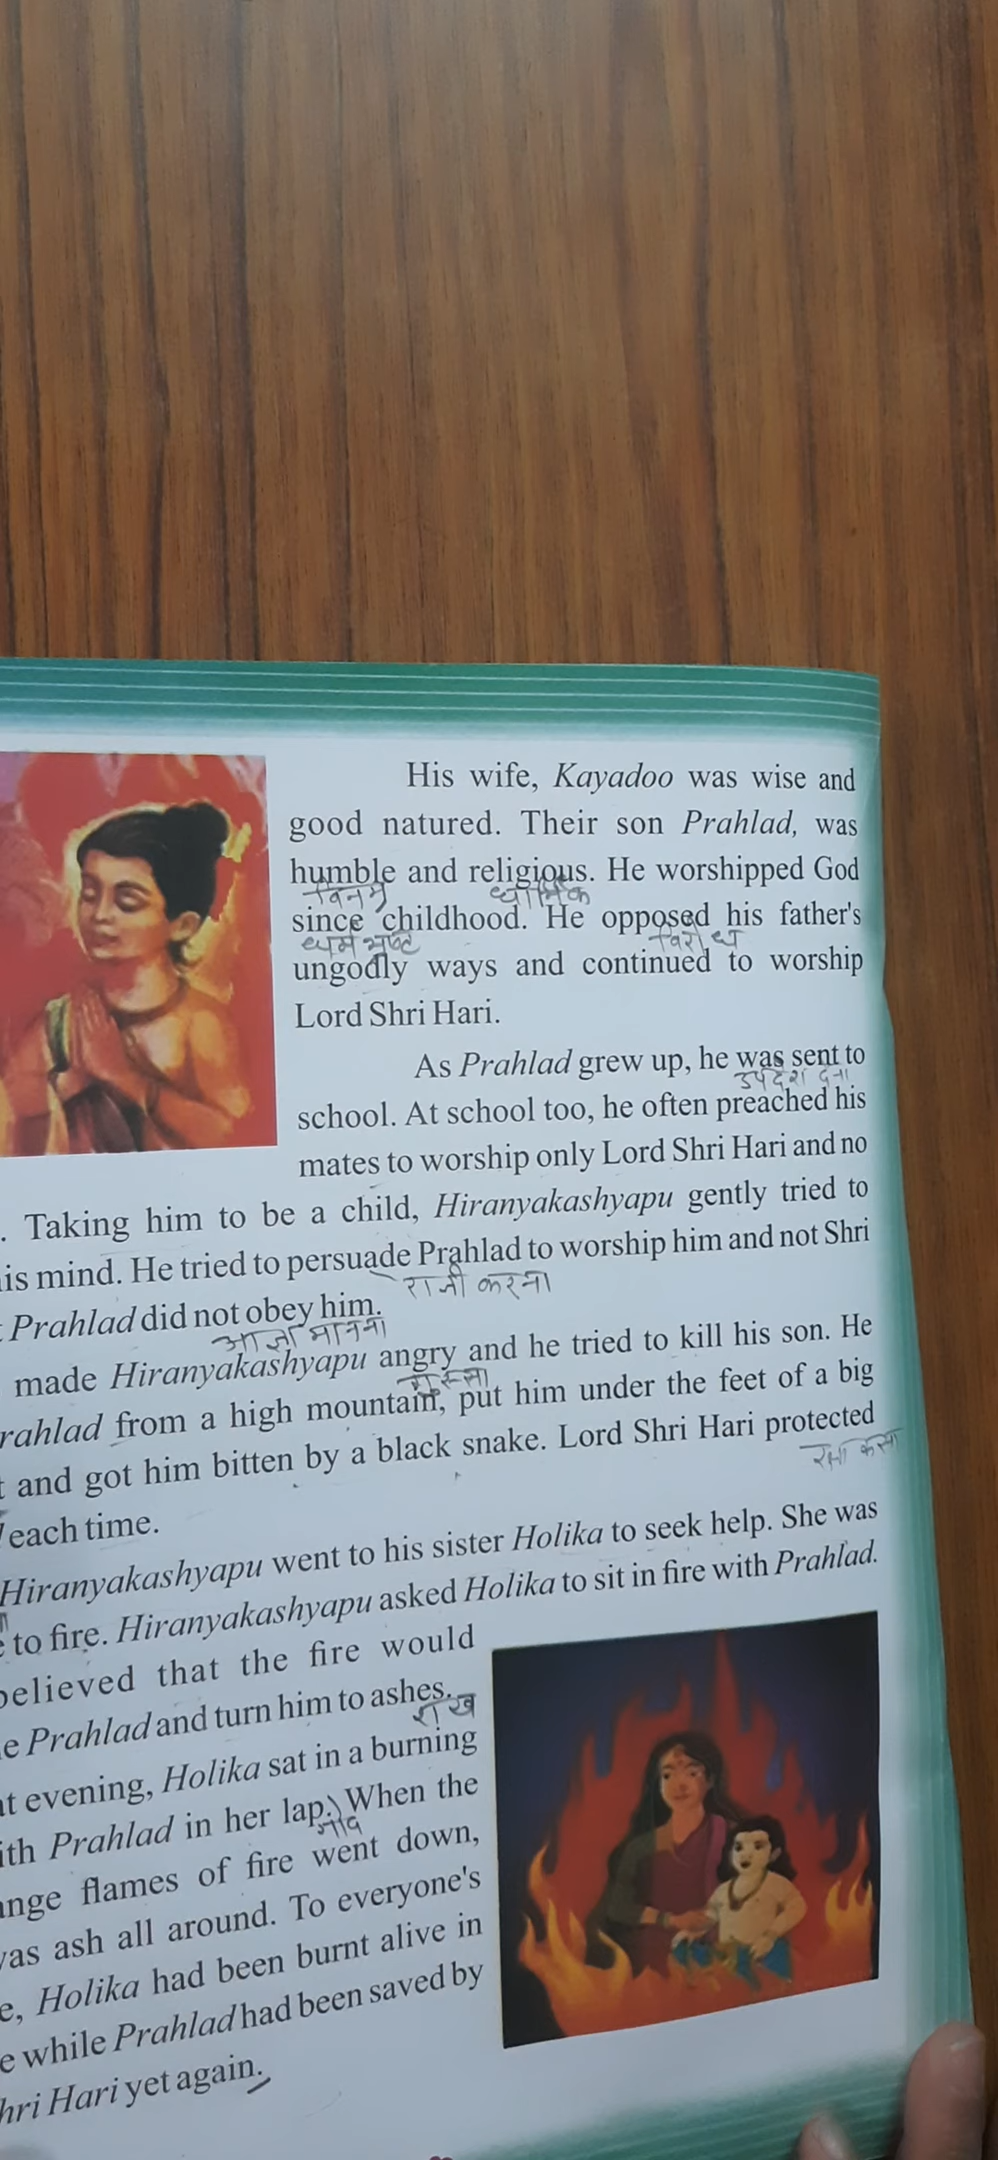 His wife, Kayadoo was wise and
good natured. Their son Prahlad, was
humble and religious. He worshipped God
विनम्र धार्मिक
since childhood. He opposed his father's
धर्म भ्रष्ट विरोध
ungodly ways and continued to worship
Lord Shri Hari.
As Prahlad grew up, he was sent to
उपदेश देना
school. At school too, he often preached his
mates to worship only Lord Shri Hari and no
. Taking him to be a child, Hiranyakashyapu gently tried to
is mind. He tried to persuade Prahlad to worship him and not Shri
राजी करना
Prahlad did not obey him.
आज्ञा मानना
made Hiranyakashyapu angry and he tried to kill his son. He
गुस्सा
rahlad from a high mountain, put him under the feet of a big
and got him bitten by a black snake. Lord Shri Hari protected
रक्षा करना
each time.
Hiranyakashyapu went to his sister Holika to seek help. She was
e to fire. Hiranyakashyapu asked Holika to sit in fire with Prahlad.
believed that the fire would
e Prahlad and turn him to ashes.
राख
at evening, Holika sat in a burning
ith Prahlad in her lap. When the
ange flames of fire went down,
was ash all around. To everyone's
e, Holika had been burnt alive in
e while Prahlad had been saved by
hri Hari yet again.